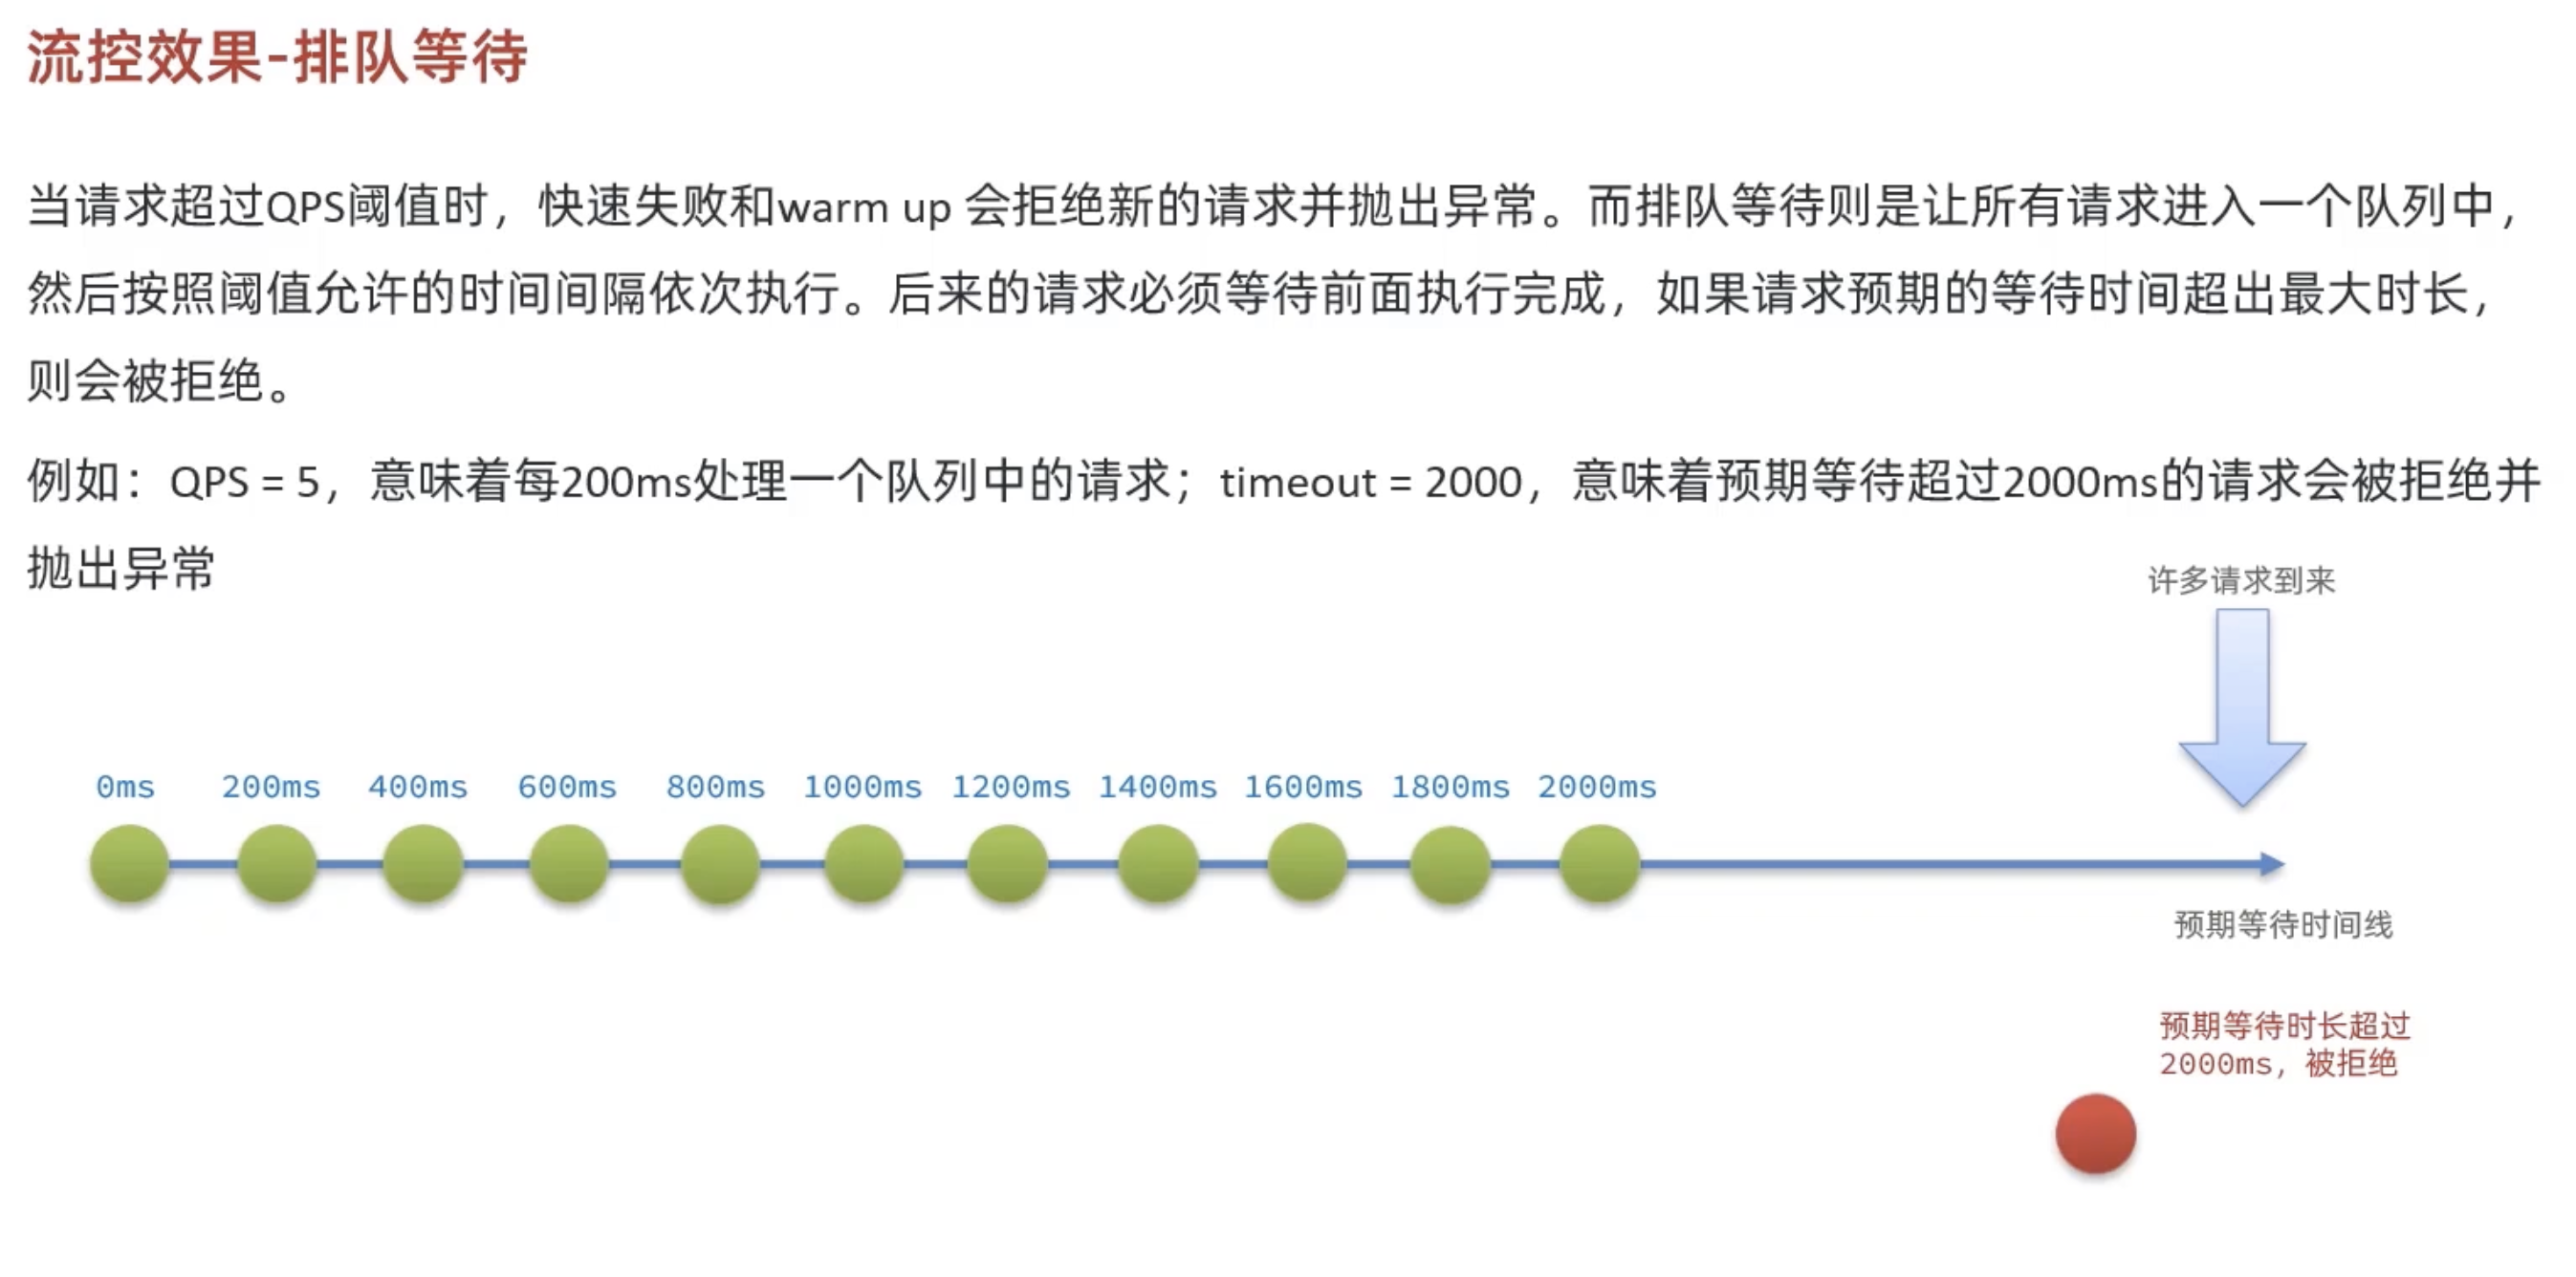 流控效果-排队等待
当请求超过QPS阈值时，快速失败和warm up 会拒绝新的请求并抛出异常。而排队等待则是让所有请求进入一个队列中，
然后按照阈值允许的时间间隔依次执行。后来的请求必须等待前面执行完成，如果请求预期的等待时间超出最大时长，
则会被拒绝。
例如：QPS = 5，意味着每200ms处理一个队列中的请求；timeout = 2000，意味着预期等待超过2000ms的请求会被拒绝并
抛出异常
许多请求到来
0ms 200ms 400ms 600ms 800ms 1000ms 1200ms 1400ms 1600ms 1800ms 2000ms
预期等待时间线
预期等待时长超过
2000ms，被拒绝